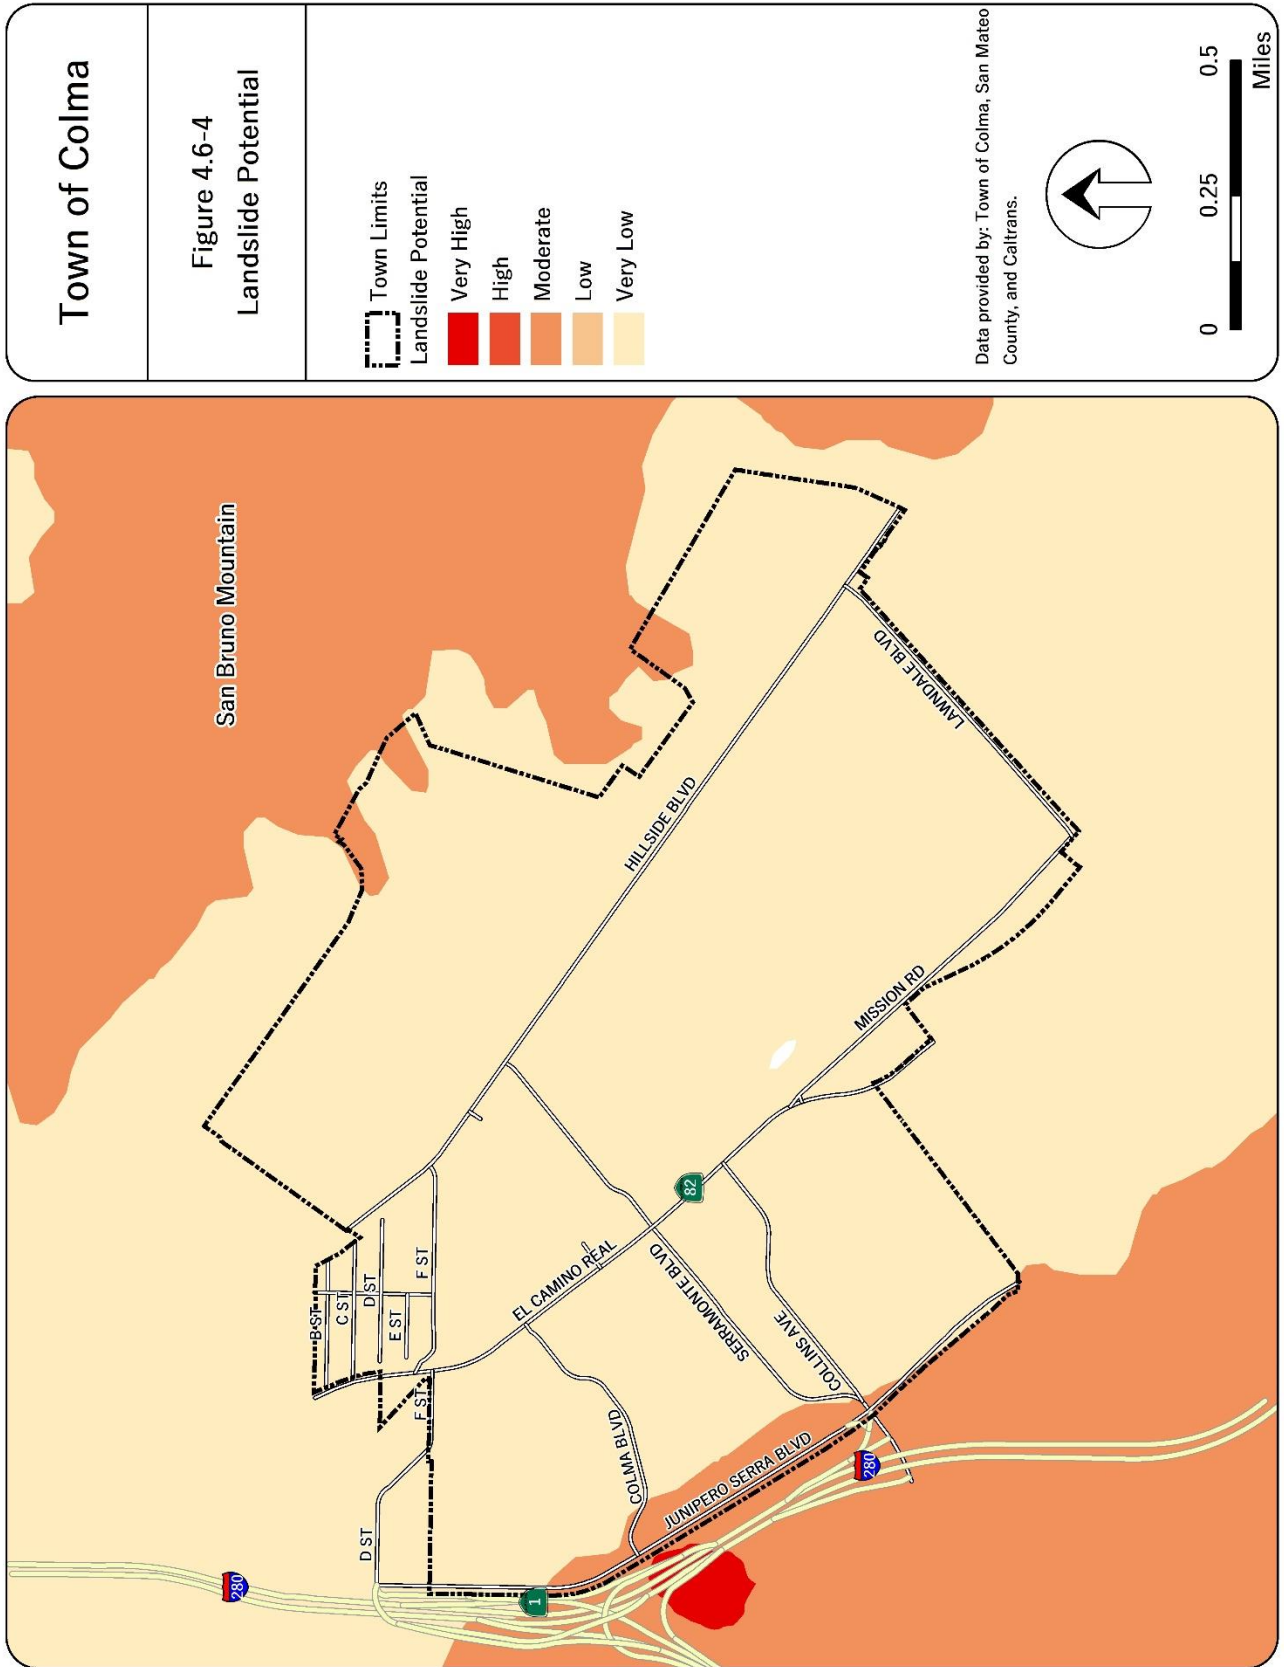 Town of Colma
Figure 4.6-4
Landslide Potential
Town Limits
Landslide Potential
Very High
High
Moderate
Low
Very Low
Data provided by: Town of Colma, San Mateo
County, and Caltrans.
0 0.25 0.5
Miles
San Bruno Mountain
HILLSIDE BLVD
LAWNDALE BLVD
MISSION RD
82
EL CAMINO REAL
SERRAMONTE BLVD
COLLINS AVE
B ST
C ST
D ST
E ST
F ST
F ST
D ST
COLMA BLVD
JUNIPERO SERRA BLVD
280
280
1